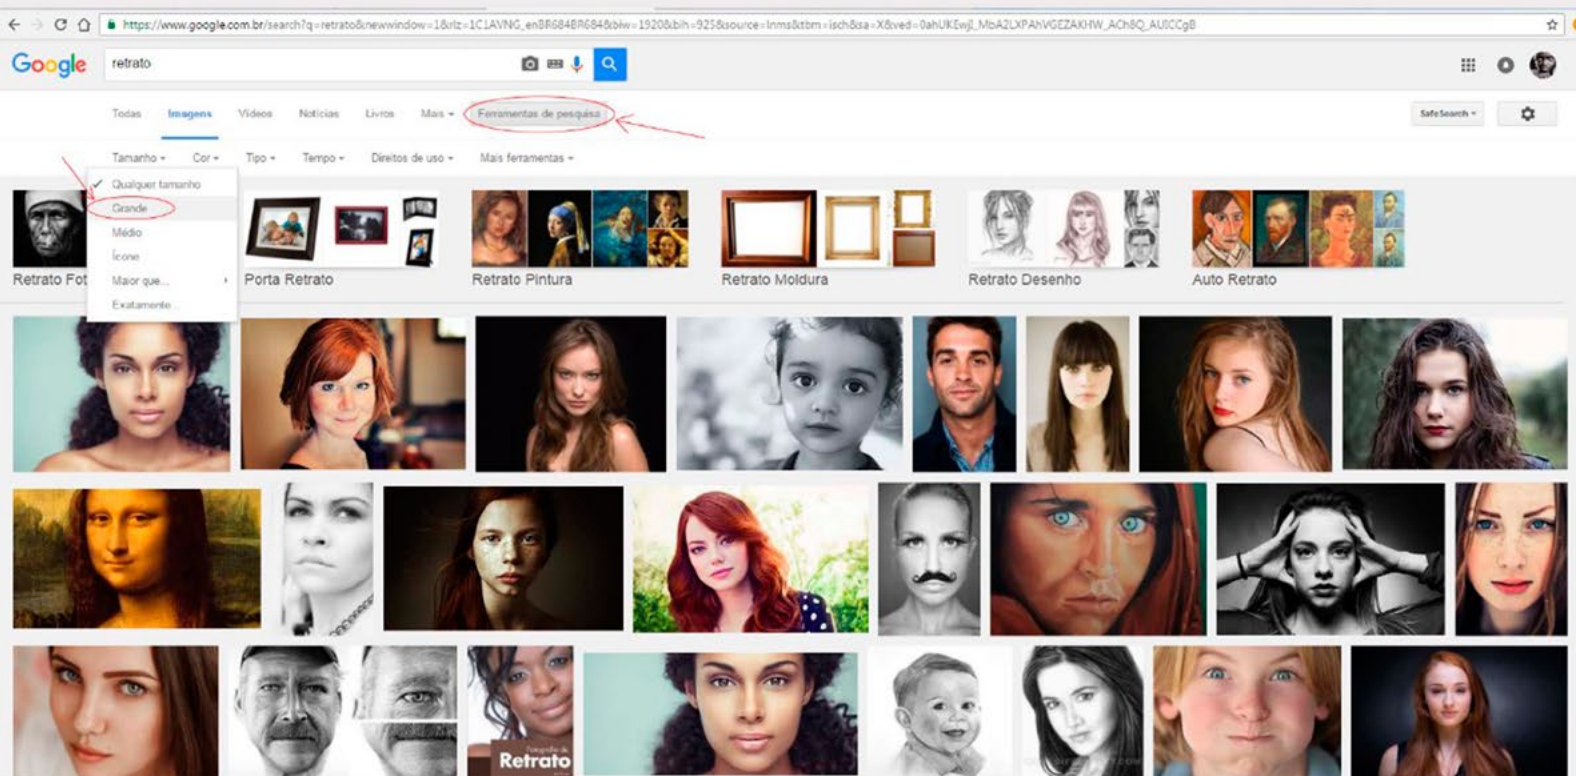 https://www.google.com.br/search?q=retrato&newwindow=1&rlz=1C1AVNG_enBR684BR684&biw=1920&bih=925&source=lnms&tbm=isch&sa=X&ved=
Google
retrato
Todas Imagens Vídeos Notícias Livros Mais Ferramentas de pesquisa SafeSearch
Tamanho Cor Tipo Tempo Direitos de uso Mais ferramentas
Qualquer tamanho
Grande
Médio
Ícone
Maior que...
Exatamente...
Retrato Fot
Porta Retrato
Retrato Pintura
Retrato Moldura
Retrato Desenho
Auto Retrato
Fotografia de
Retrato